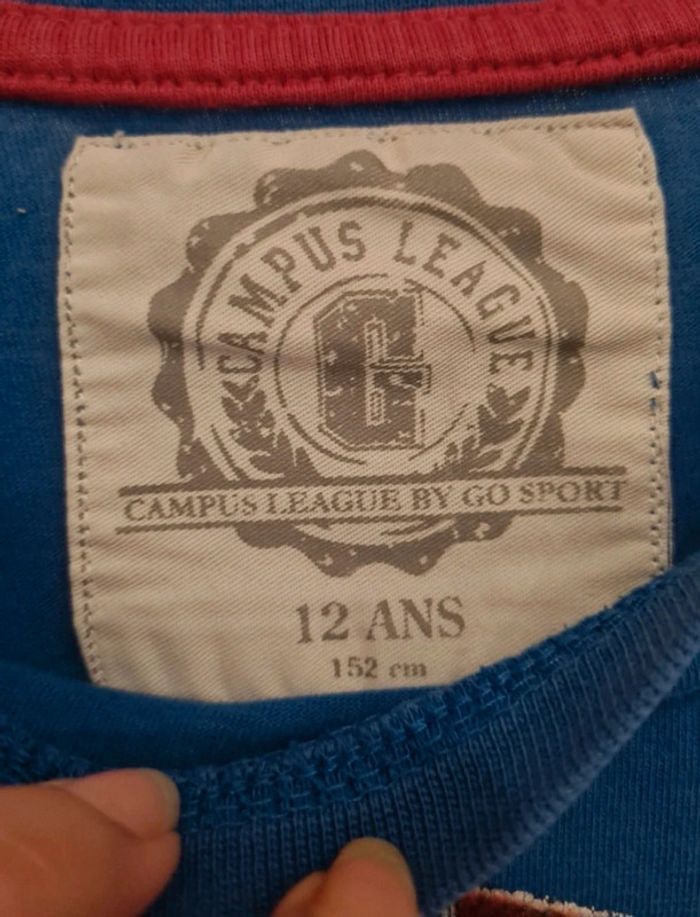 CAMPUS LEAGUE
C
CAMPUS LEAGUE BY GO SPORT
12 ANS
152 cm